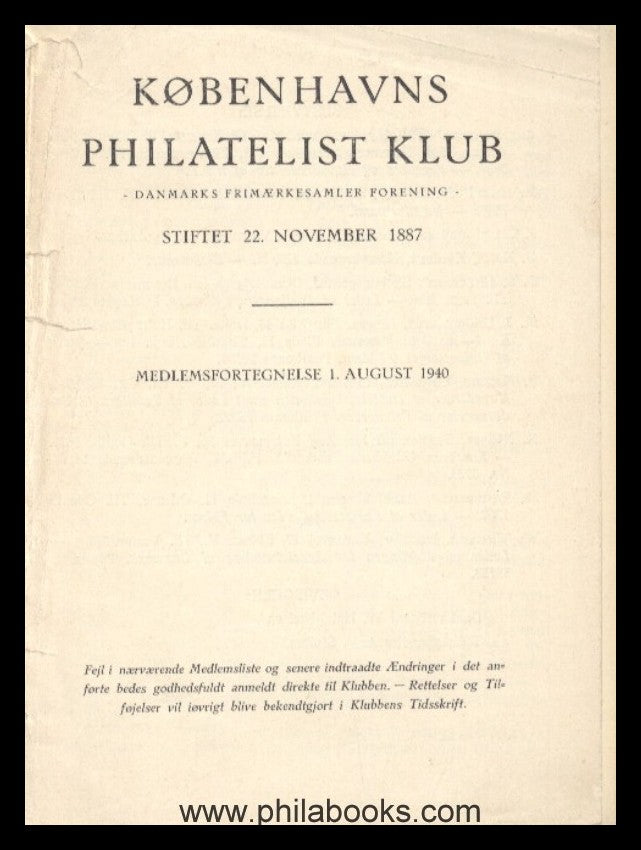 KØBENHAVNS
PHILATELIST KLUB
- DANMARKS FRIMÆRKESAMLER FORENING -
STIFTET 22. NOVEMBER 1887
MEDLEMSFORTEGNELSE 1. AUGUST 1940
Fejl i nærværende Medlemsliste og senere indtraadte Ændringer i det an=
førte bedes godhedsfuldt anmeldt direkte til Klubben. — Rettelser og Til=
føjelser vil iøvrigt blive bekendtgjort i Klubbens Tidsskrift.
www.philabooks.com